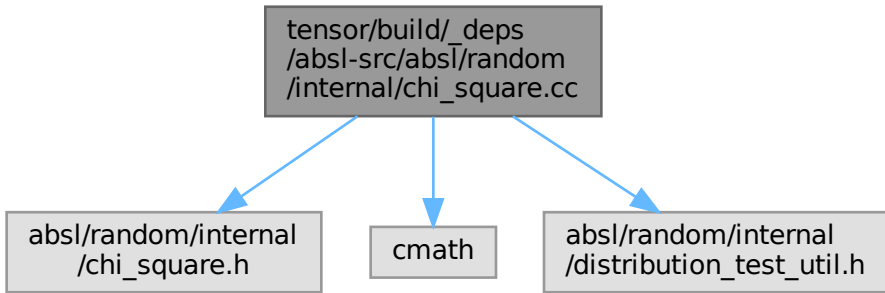 tensor/build/_deps
/absl-src/absl/random
/internal/chi_square.cc
absl/random/internal
/chi_square.h
cmath
absl/random/internal
/distribution_test_util.h